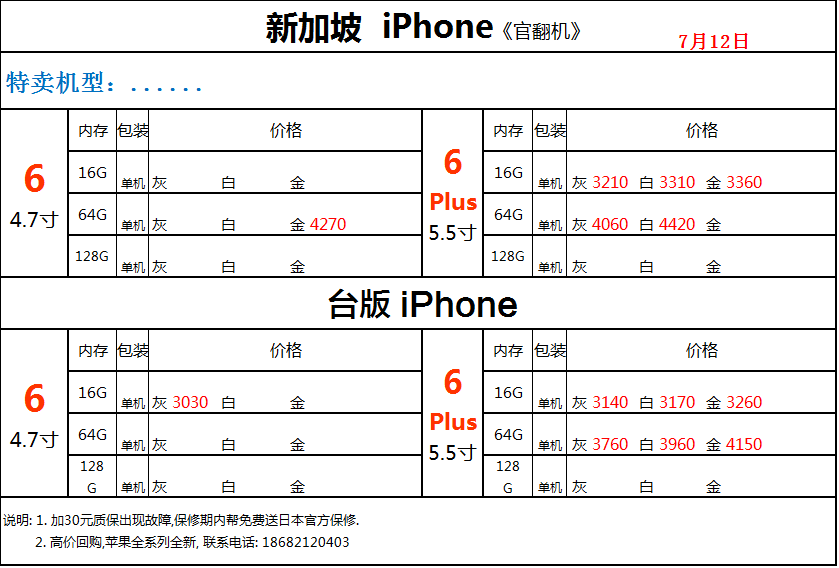 新加坡 iPhone《官翻机》 7月12日
特卖机型：......
6 4.7寸
内存 包装 价格
16G 单机 灰 白 金
64G 单机 灰 白 金 4270
128G 单机 灰 白 金
6 Plus 5.5寸
内存 包装 价格
16G 单机 灰 3210 白 3310 金 3360
64G 单机 灰 4060 白 4420 金
128G 单机 灰 白 金
台版 iPhone
6 4.7寸
内存 包装 价格
16G 单机 灰 3030 白 金
64G 单机 灰 白 金
128G 单机 灰 白 金
6 Plus 5.5寸
内存 包装 价格
16G 单机 灰 3140 白 3170 金 3260
64G 单机 灰 3760 白 3960 金 4150
128G 单机 灰 白 金
说明: 1. 加30元质保出现故障,保修期内帮免费送日本官方保修.
2. 高价回购,苹果全系列全新, 联系电话: 18682120403